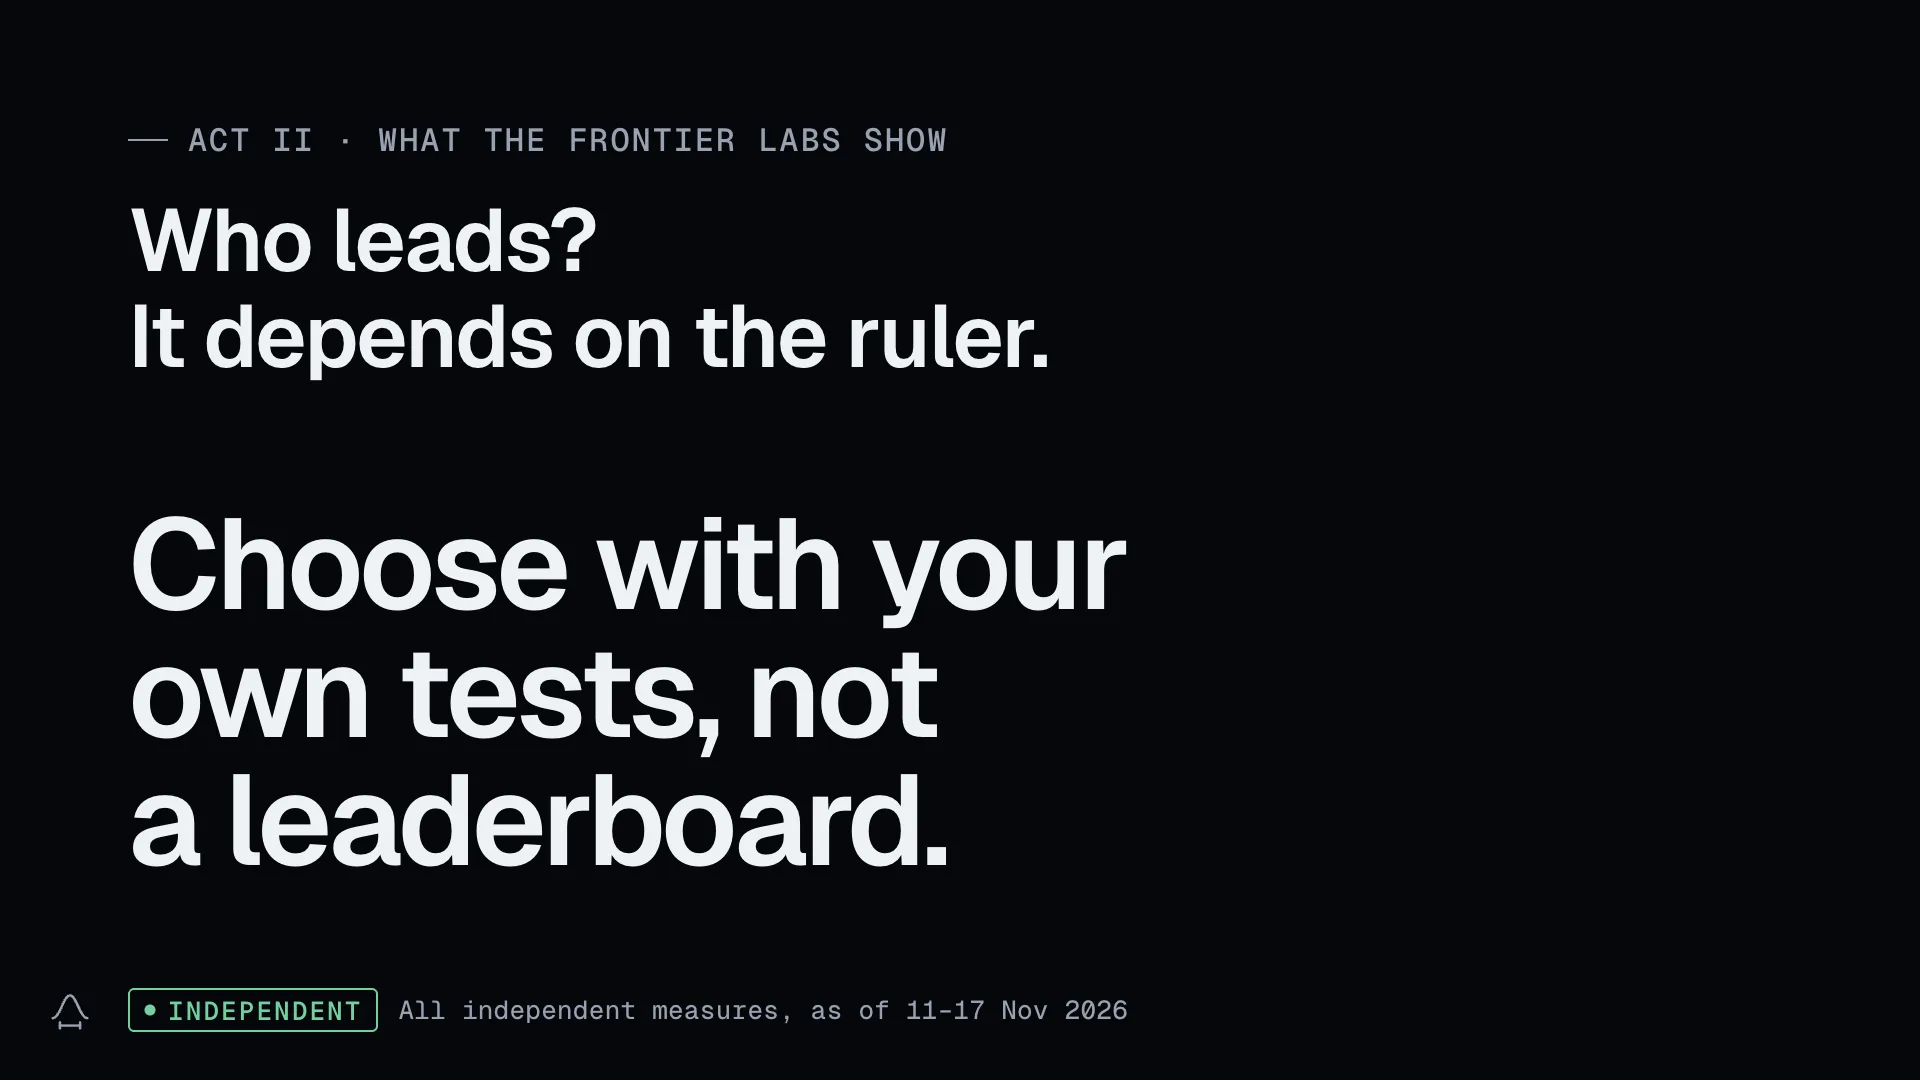 ACT II · WHAT THE FRONTIER LABS SHOW
Who leads?
It depends on the ruler.
Choose with your
own tests, not
a leaderboard.
INDEPENDENT All independent measures, as of 11–17 Nov 2026